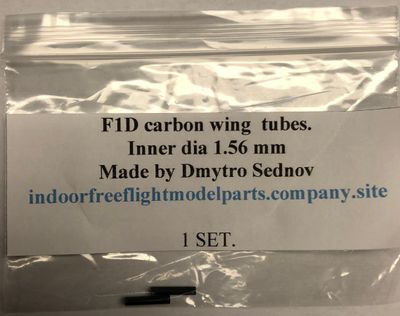 F1D carbon wing tubes.
Inner dia 1.56 mm
Made by Dmytro Sednov
indoorfreeflightmodelparts.company.site
1 SET.